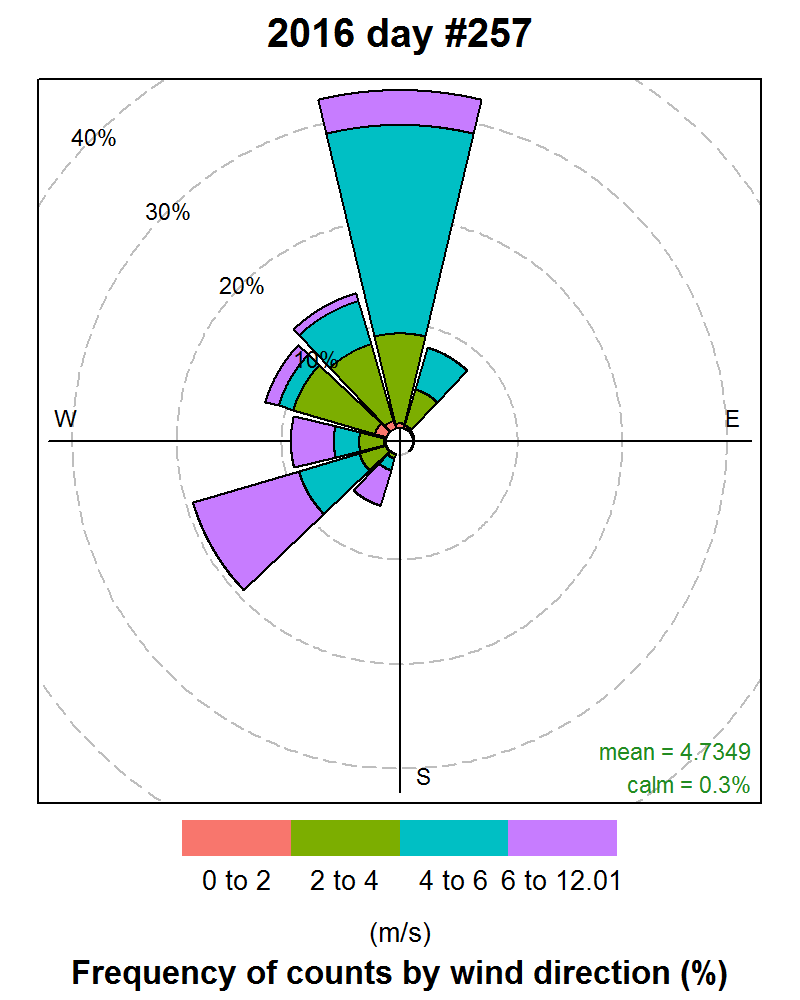 2016 day #257
40%
30%
20%
10%
W
E
S
mean = 4.7349
calm = 0.3%
0 to 2 2 to 4 4 to 6 6 to 12.01
(m/s)
Frequency of counts by wind direction (%)